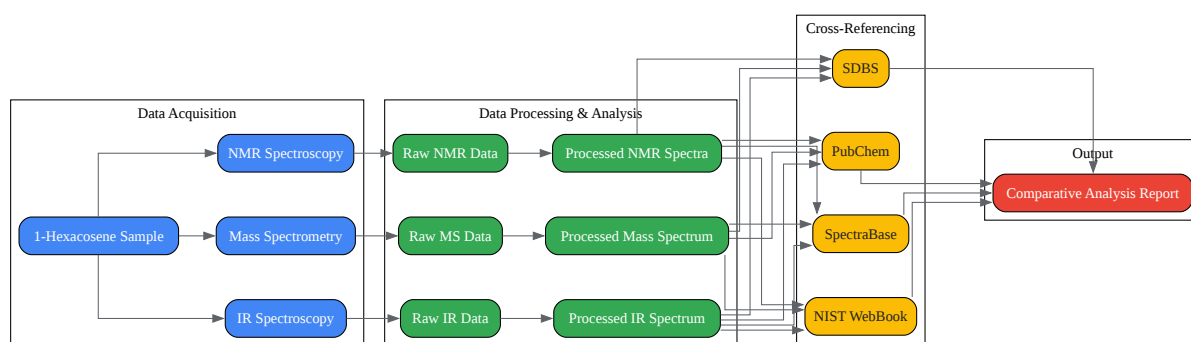 Cross-Referencing
SDBS
Data Acquisition
Data Processing & Analysis
NMR Spectroscopy
Raw NMR Data
Processed NMR Spectra
PubChem
Output
Comparative Analysis Report
1-Hexacosene Sample
Mass Spectrometry
Raw MS Data
Processed Mass Spectrum
SpectraBase
IR Spectroscopy
Raw IR Data
Processed IR Spectrum
NIST WebBook